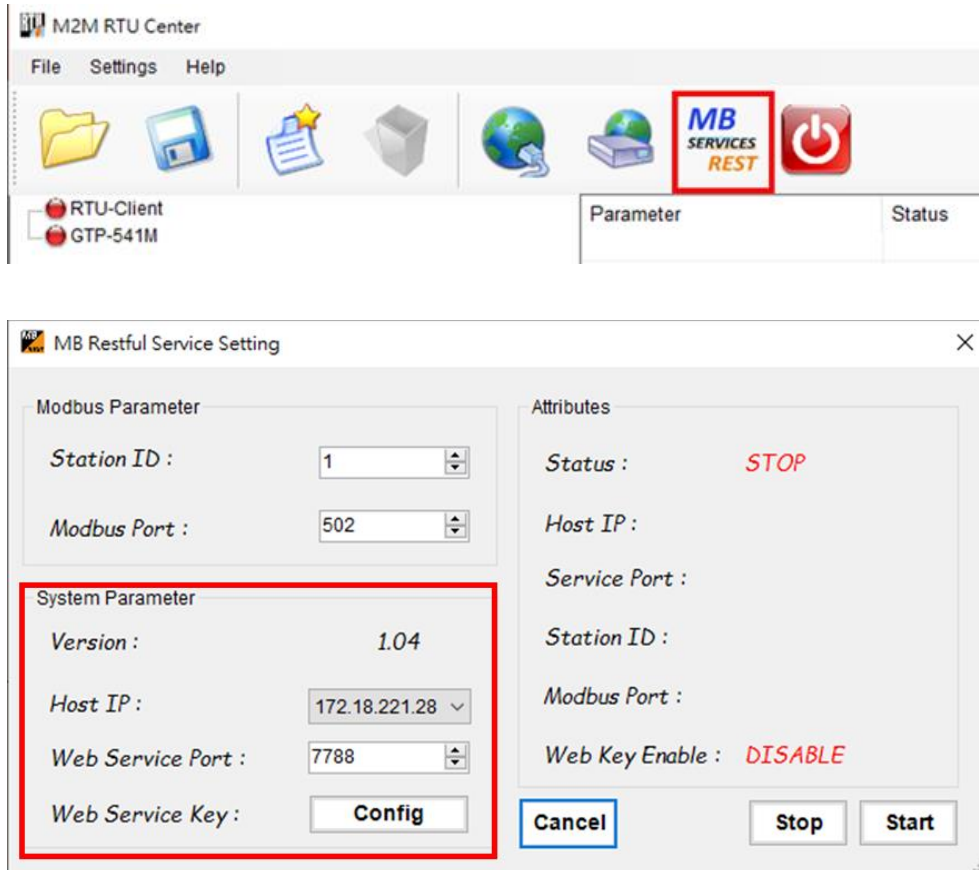 M2M RTU Center
File Settings Help
MB
SERVICES
REST
RTU-Client
GTP-541M
Parameter Status
MB Restful Service Setting
Modbus Parameter
Station ID : 1
Modbus Port : 502
System Parameter
Version : 1.04
Host IP : 172.18.221.28
Web Service Port : 7788
Web Service Key : Config
Attributes
Status : STOP
Host IP :
Service Port :
Station ID :
Modbus Port :
Web Key Enable : DISABLE
Cancel Stop Start